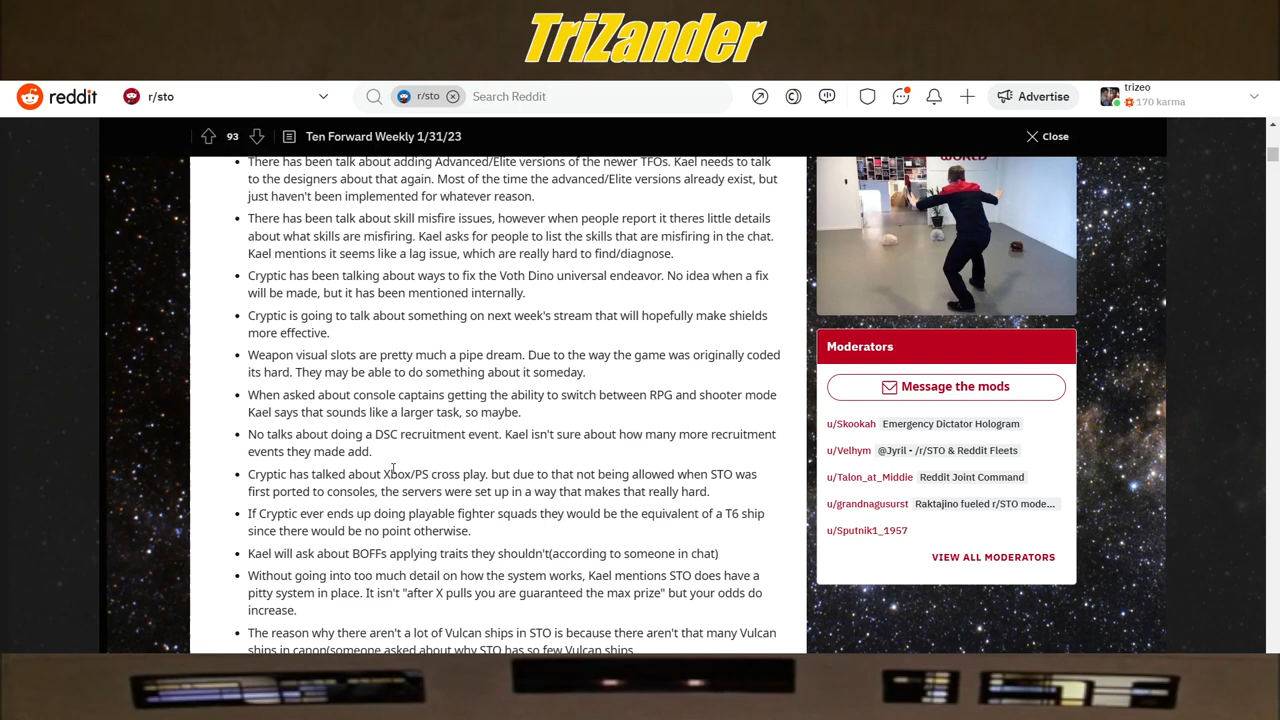 TriZander
reddit
r/sto
r/sto
Search Reddit
Advertise
trizeo
170 karma
93
Ten Forward Weekly 1/31/23
Close
There has been talk about adding Advanced/Elite versions of the newer TFOs. Kael needs to talk
to the designers about that again. Most of the time the advanced/Elite versions already exist, but
just haven't been implemented for whatever reason.
There has been talk about skill misfire issues, however when people report it theres little details
about what skills are misfiring. Kael asks for people to list the skills that are misfiring in the chat.
Kael mentions it seems like a lag issue, which are really hard to find/diagnose.
Cryptic has been talking about ways to fix the Voth Dino universal endeavor. No idea when a fix
will be made, but it has been mentioned internally.
Cryptic is going to talk about something on next week's stream that will hopefully make shields
more effective.
Weapon visual slots are pretty much a pipe dream. Due to the way the game was originally coded
its hard. They may be able to do something about it someday.
When asked about console captains getting the ability to switch between RPG and shooter mode
Kael says that sounds like a larger task, so maybe.
No talks about doing a DSC recruitment event. Kael isn't sure about how many more recruitment
events they made add.
Cryptic has talked about Xbox/PS cross play. but due to that not being allowed when STO was
first ported to consoles, the servers were set up in a way that makes that really hard.
If Cryptic ever ends up doing playable fighter squads they would be the equivalent of a T6 ship
since there would be no point otherwise.
Kael will ask about BOFFs applying traits they shouldn't(according to someone in chat)
Without going into too much detail on how the system works, Kael mentions STO does have a
pitty system in place. It isn't "after X pulls you are guaranteed the max prize" but your odds do
increase.
The reason why there aren't a lot of Vulcan ships in STO is because there aren't that many Vulcan
ships in canon(someone asked about why STO has so few Vulcan ships.
WORLD
Moderators
Message the mods
u/Skookah Emergency Dictator Hologram
u/Velhym @Jyril • /r/STO & Reddit Fleets
u/Talon_at_Middie Reddit Joint Command
u/grandnagusurst Raktajino fueled r/STO mode...
u/Sputnik1_1957
VIEW ALL MODERATORS